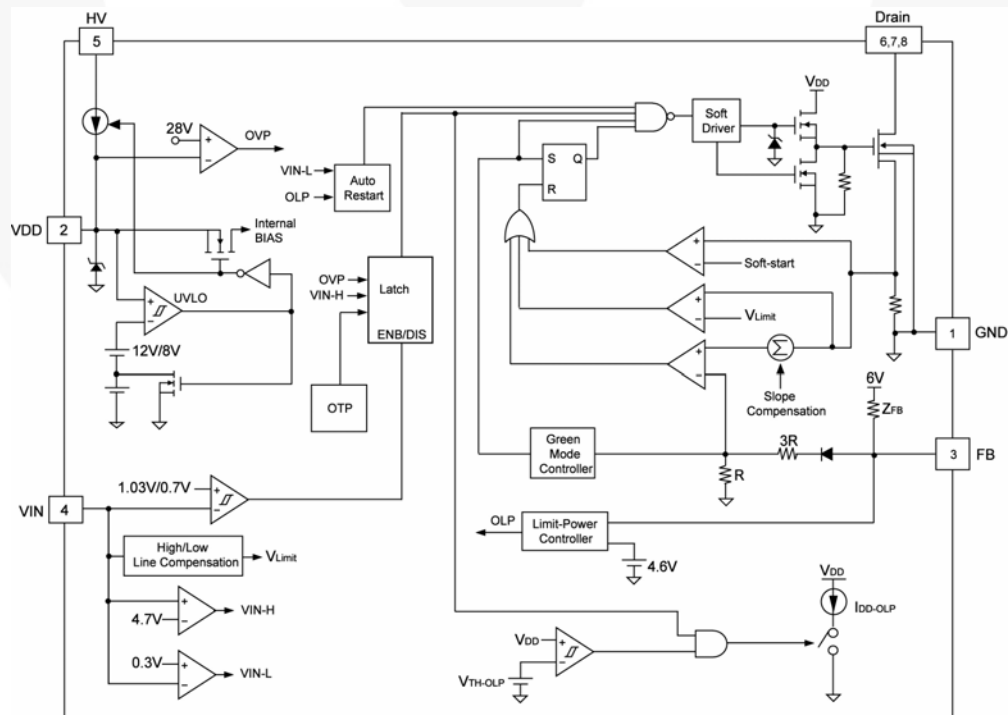 HV
5
Drain
6,7,8
28V
+
−
OVP
VIN-L
OLP
Auto
Restart
S
Q
R
Soft
Driver
VDD
VDD
2
Internal
BIAS
UVLO
12V/8V
OVP
VIN-H
Latch
ENB/DIS
OTP
+
−
Soft-start
+
−
VLimit
+
−
Σ
Slope
Compensation
1
GND
6V
ZFB
Green
Mode
Controller
3R
R
3
FB
VIN
4
1.03V/0.7V
+
−
High/Low
Line Compensation
VLimit
OLP
Limit-Power
Controller
4.6V
+
−
4.7V
VIN-H
0.3V
+
−
VIN-L
VDD
+
−
VTH-OLP
VDD
IDD-OLP